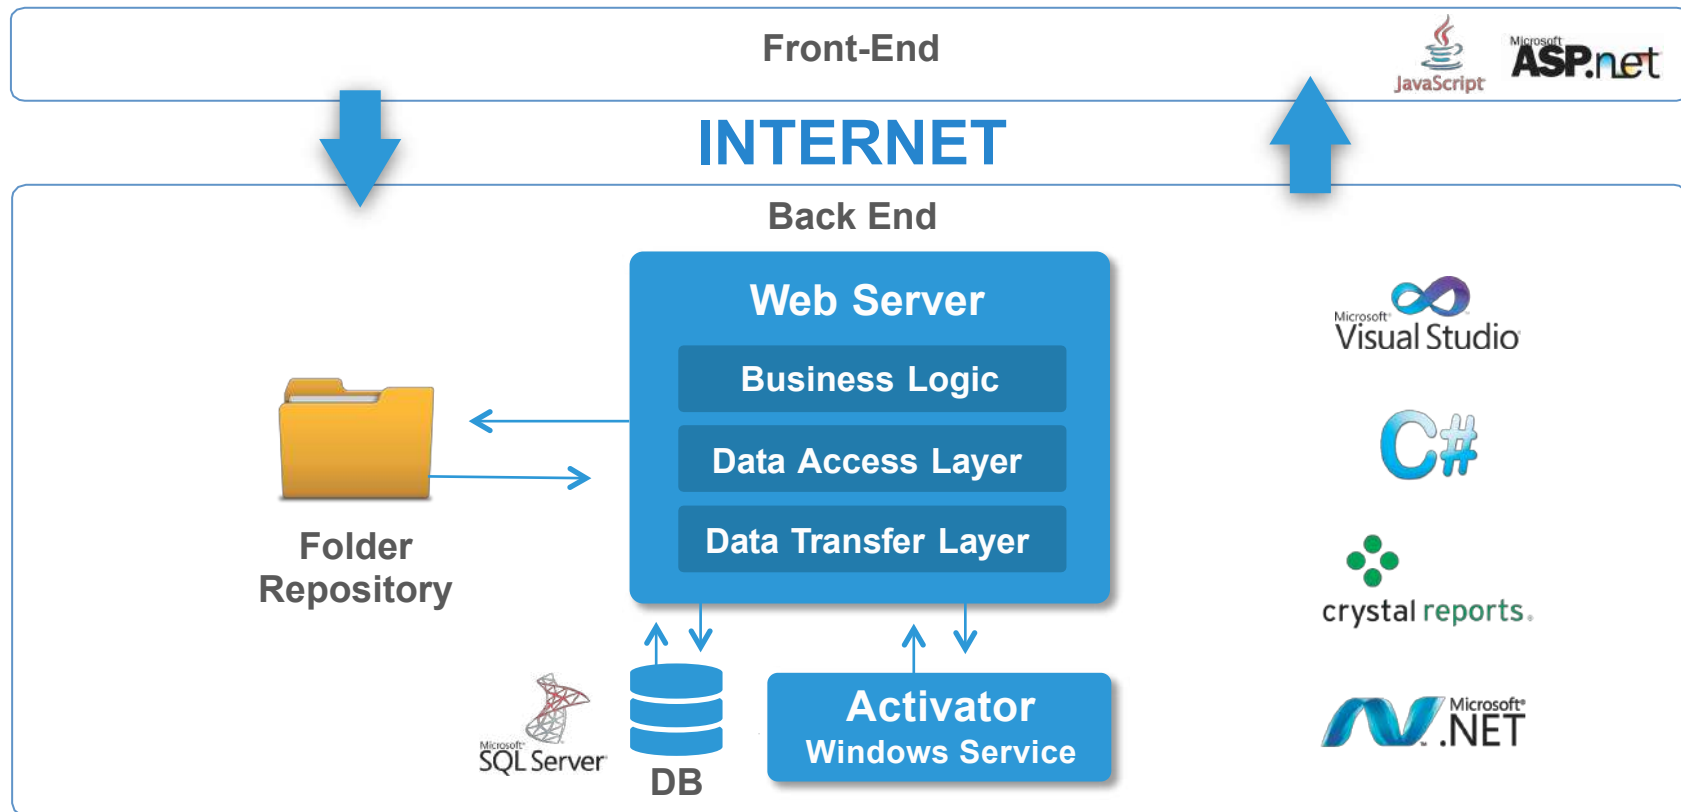 Front-End
JavaScript
Microsoft
ASP.net
INTERNET
Back End
Web Server
Business Logic
Data Access Layer
Data Transfer Layer
Folder
Repository
Microsoft®
Visual Studio
C#
crystal reports®
Microsoft®
SQL Server
DB
Activator
Windows Service
Microsoft®
.NET